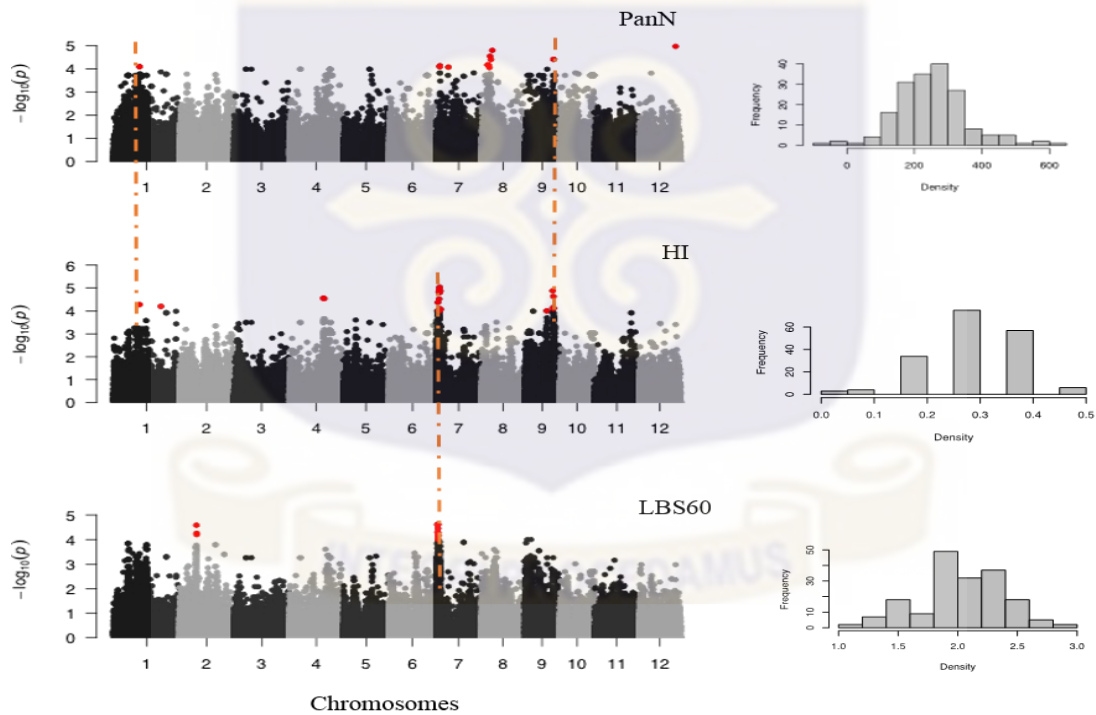 PanN
− log10(p)
5
4
3
2
1
0
1 2 3 4 5 6 7 8 9 10 11 12
Frequency
40
30
20
10
0
0 200 400 600
Density
HI
− log10(p)
6
5
4
3
2
1
0
1 2 3 4 5 6 7 8 9 10 11 12
Frequency
60
40
20
0
0.0 0.1 0.2 0.3 0.4 0.5
Density
LBS60
− log10(p)
5
4
3
2
1
0
1 2 3 4 5 6 7 8 9 10 11 12
Frequency
50
30
10
0
1.0 1.5 2.0 2.5 3.0
Density
Chromosomes